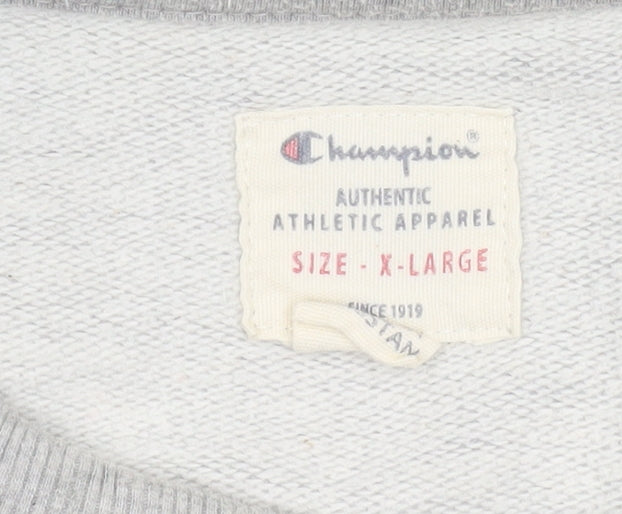 Champion®
AUTHENTIC
ATHLETIC APPAREL
SIZE - X-LARGE
SINCE 1919